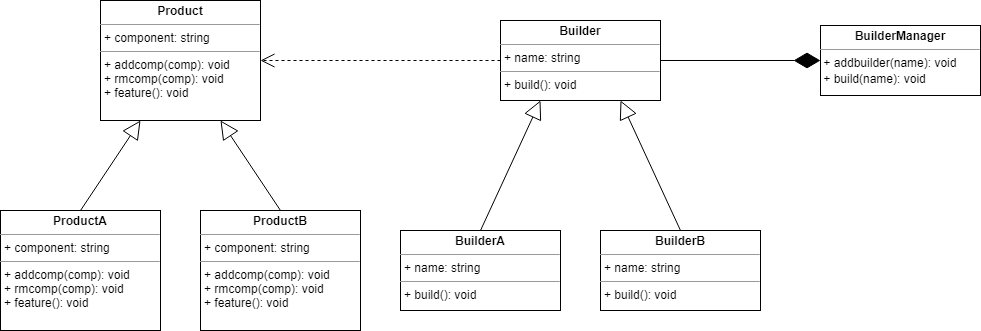 Product
+ component: string
+ addcomp(comp): void
+ rmcomp(comp): void
+ feature(): void
Builder
+ name: string
+ build(): void
BuilderManager
+ addbuilder(name): void
+ build(name): void
ProductA
+ component: string
+ addcomp(comp): void
+ rmcomp(comp): void
+ feature(): void
ProductB
+ component: string
+ addcomp(comp): void
+ rmcomp(comp): void
+ feature(): void
BuilderA
+ name: string
+ build(): void
BuilderB
+ name: string
+ build(): void